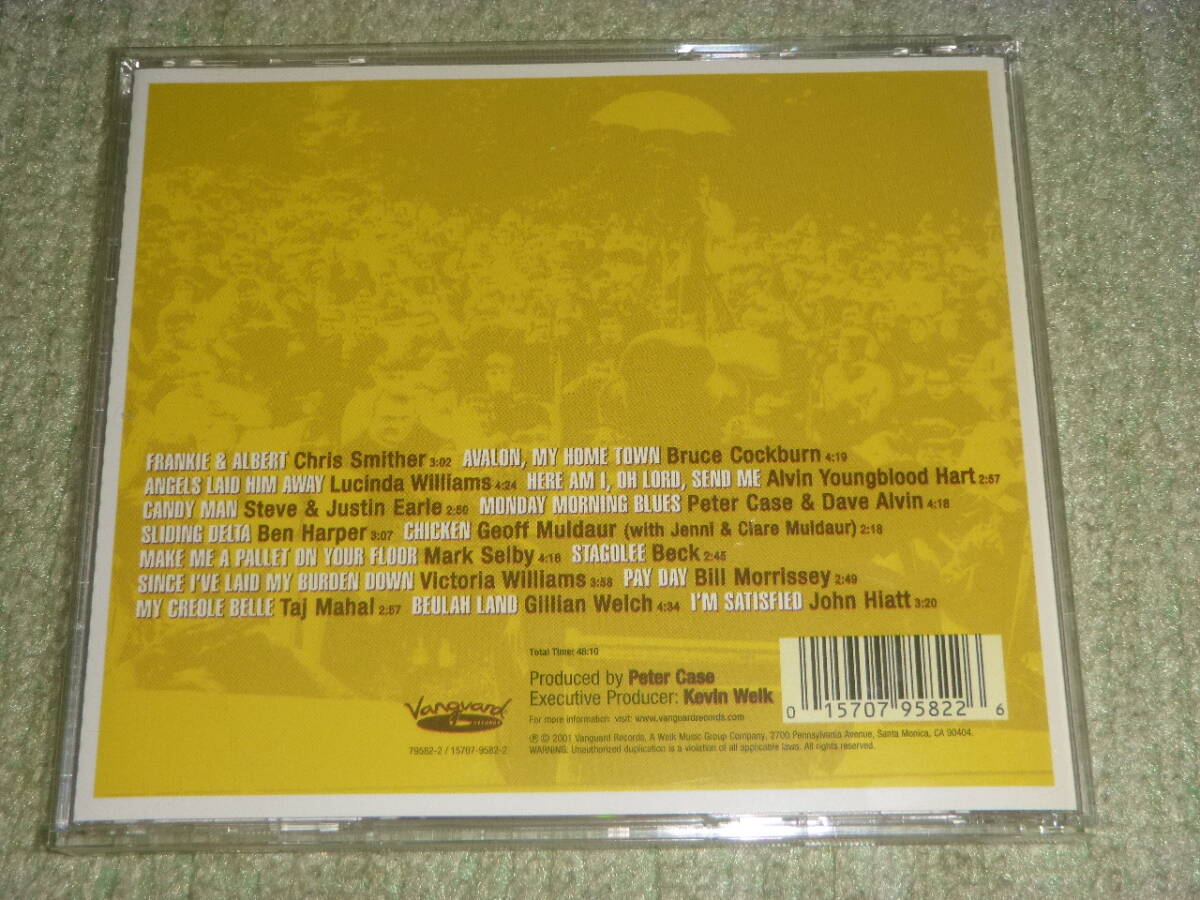 FRANKIE & ALBERT Chris Smither 3:02 AVALON, MY HOME TOWN Bruce Cockburn 4:19
ANGELS LAID HIM AWAY Lucinda Williams 4:24 HERE AM I, OH LORD, SEND ME Alvin Youngblood Hart 2:57
CANDY MAN Steve & Justin Earle 2:50 MONDAY MORNING BLUES Peter Case & Dave Alvin 4:18
SLIDING DELTA Ben Harper 3:07 CHICKEN Geoff Muldaur (with Jenni & Clare Muldaur) 2:18
MAKE ME A PALLET ON YOUR FLOOR Mark Selby 4:16 STAGOLEE Beck 2:45
SINCE I'VE LAID MY BURDEN DOWN Victoria Williams 3:58 PAY DAY Bill Morrissey 2:49
MY CREOLE BELLE Taj Mahal 2:57 BEULAH LAND Gillian Welch 4:34 I'M SATISFIED John Hiatt 3:20
Total Time: 48:10
Produced by Peter Case
Executive Producer: Kevin Welk
For more information visit: www.vanguardrecords.com
℗ © 2001 Vanguard Records, A Welk Music Group Company, 2700 Pennsylvania Avenue, Santa Monica, CA 90404.
WARNING: Unauthorized duplication is a violation of all applicable laws. All rights reserved.
Vanguard
RECORDS
79582-2 / 15707-9582-2
0 15707 95822 6